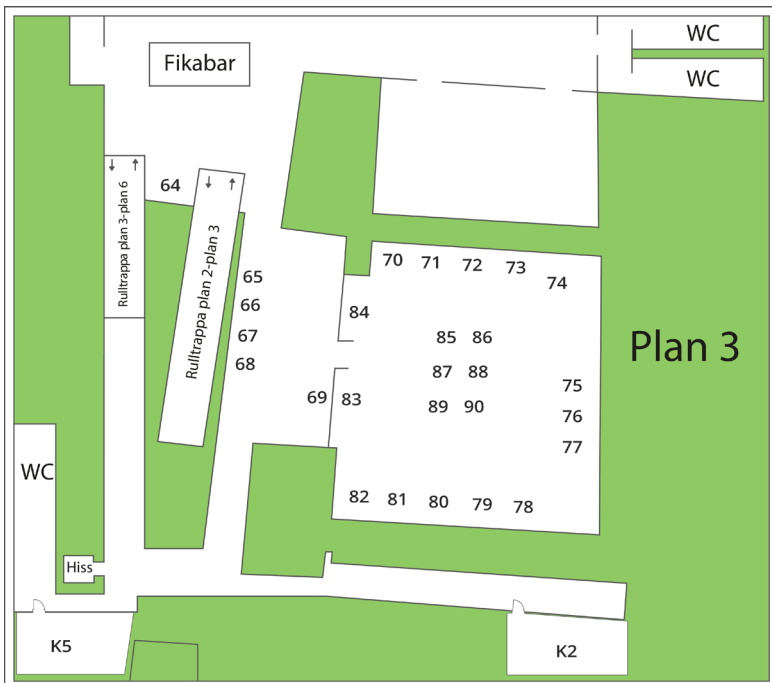 WC
Fikabar
WC
↓ ↑
64
↓ ↑
Rulltrappa plan 3-plan 6
Rulltrappa plan 2-plan 3
65
66
67
68
69
70 71 72 73 74
84
85 86
Plan 3
87 88
75
83
89 90
76
77
82 81 80 79 78
WC
Hiss
K5
K2